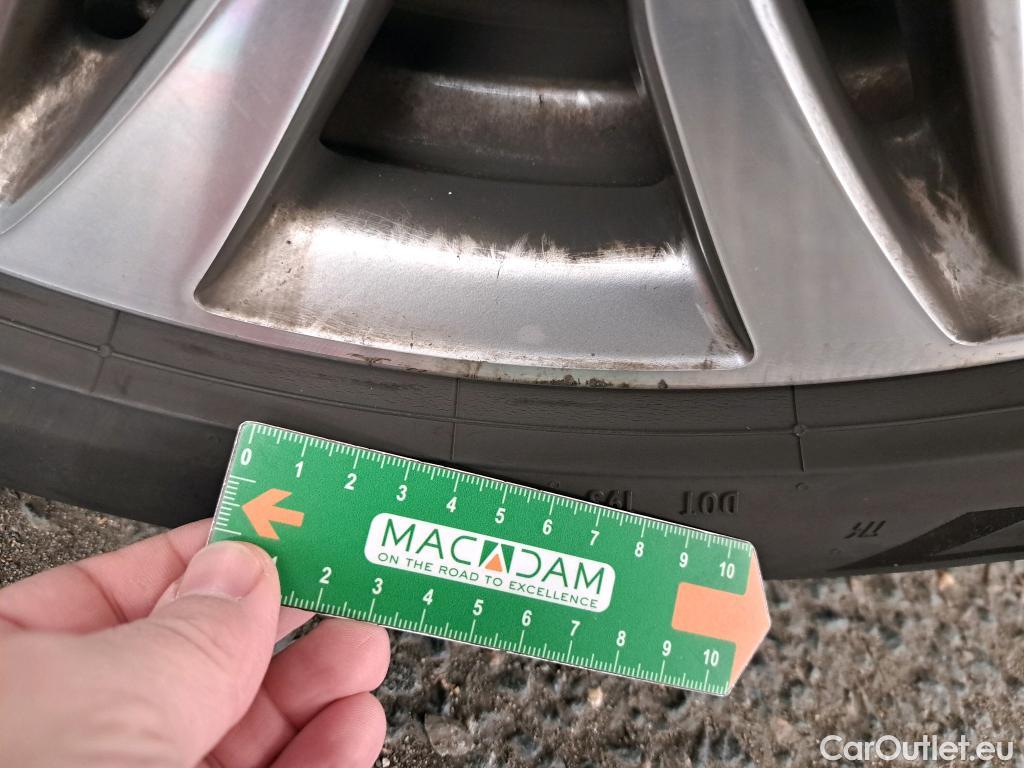 DOT 195
0 1 2 3 4 5 6 7 8 9 10
MACADAM
ON THE ROAD TO EXCELLENCE
2 3 4 5 6 7 8 9 10
CarOutlet.eu